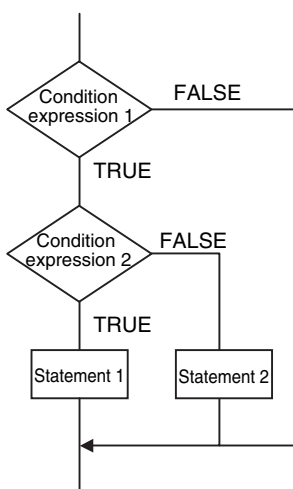 Condition
expression 1
FALSE
TRUE
Condition
expression 2
FALSE
TRUE
Statement 1
Statement 2